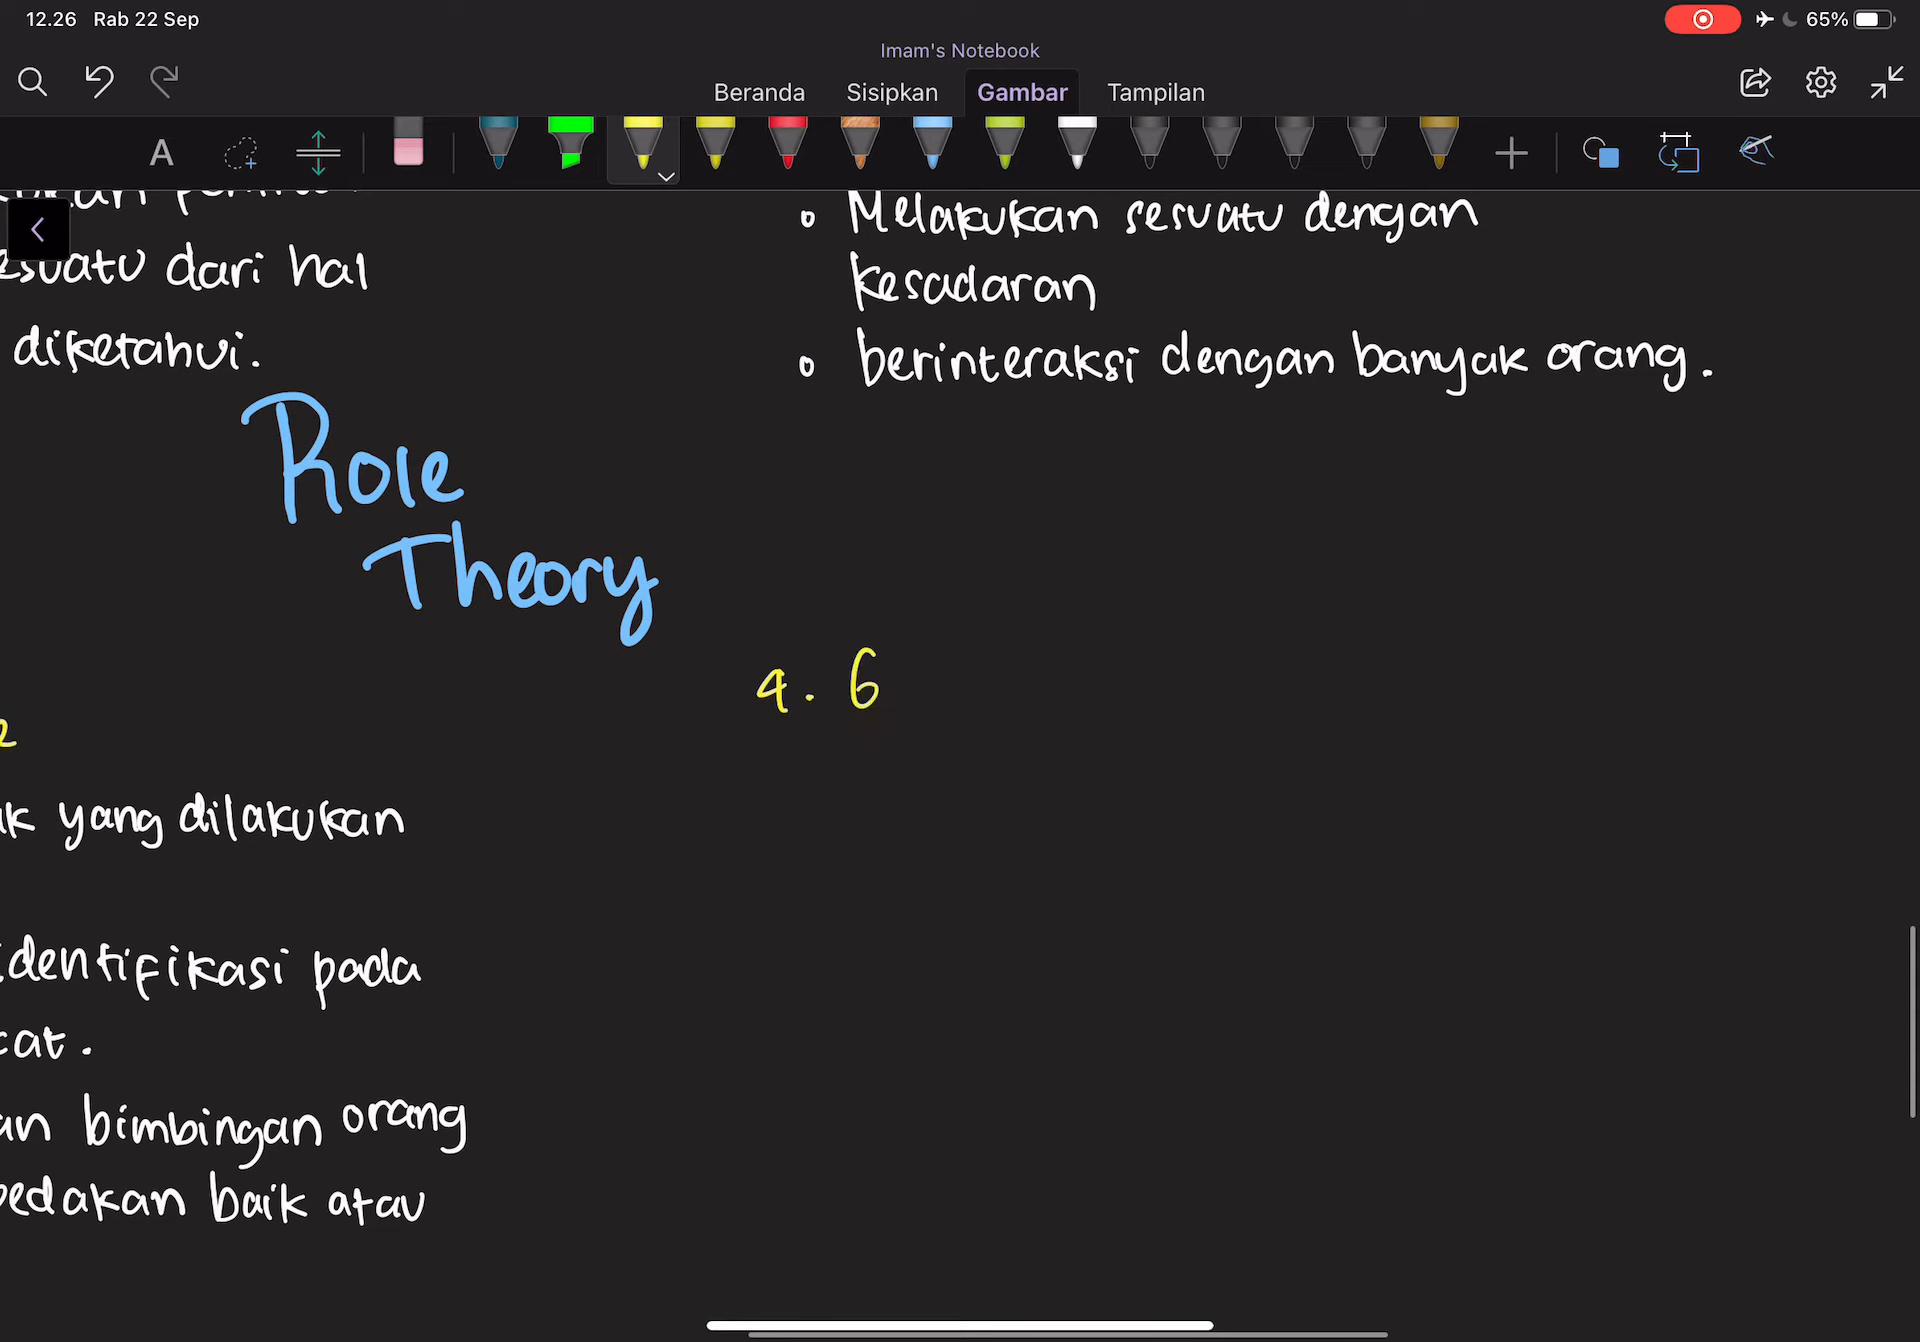 12.26 Rab 22 Sep
65%
Imam's Notebook
Beranda Sisipkan Gambar Tampilan
A
dari hal
diketahui.
Melakukan sesuatu dengan
kesadaran
berinteraksi dengan banyak orang.
Role
Theory
4. 6
yang dilakukan
identifikasi pada
bimbingan orang
baik atau